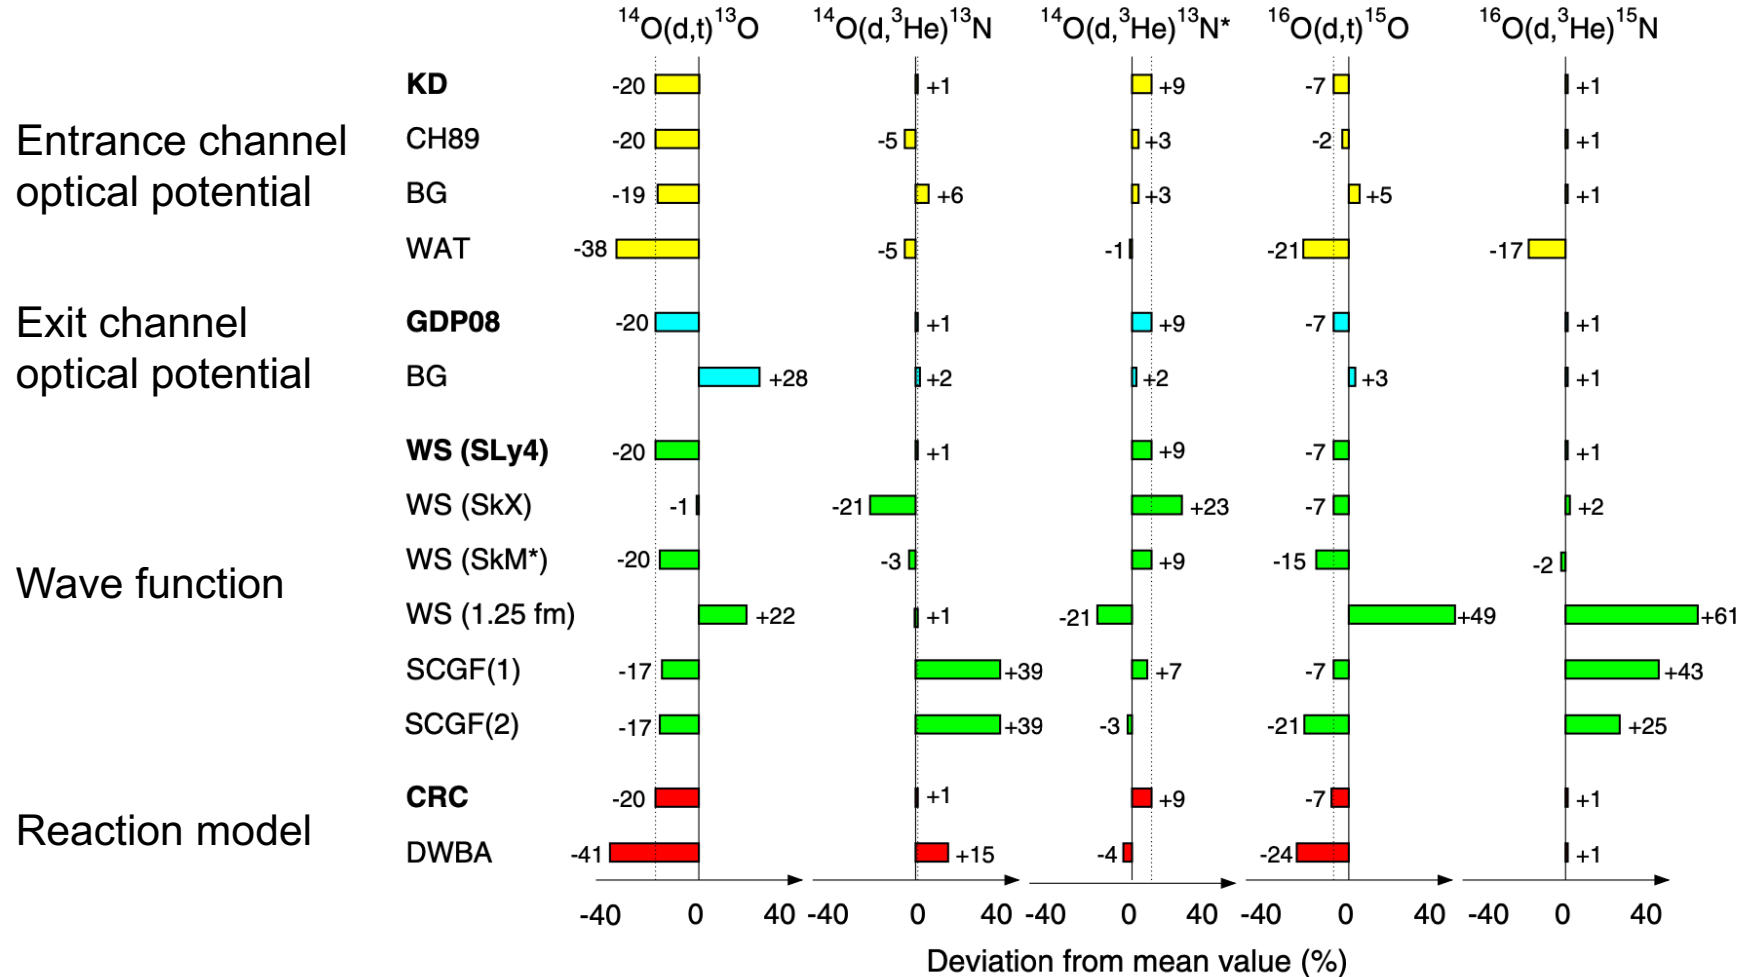 ¹⁴O(d,t)¹³O ¹⁴O(d,³He)¹³N ¹⁴O(d,³He)¹³N* ¹⁶O(d,t)¹⁵O ¹⁶O(d,³He)¹⁵N
KD -20 +1 +9 -7 +1
Entrance channel
optical potential
CH89 -20 -5 +3 -2 +1
BG -19 +6 +3 +5 +1
WAT -38 -5 -1 -21 -17
Exit channel
optical potential
GDP08 -20 +1 +9 -7 +1
BG +28 +2 +2 +3 +1
WS (SLy4) -20 +1 +9 -7 +1
WS (SkX) -1 -21 +23 -7 +2
Wave function
WS (SkM*) -20 -3 +9 -15 -2
WS (1.25 fm) +22 +1 -21 +49 +61
SCGF(1) -17 +39 +7 -7 +43
SCGF(2) -17 +39 -3 -21 +25
Reaction model
CRC -20 +1 +9 -7 +1
DWBA -41 +15 -4 -24 +1
-40 0 40 -40 0 40 -40 0 40 -40 0 40 -40 0 40
Deviation from mean value (%)